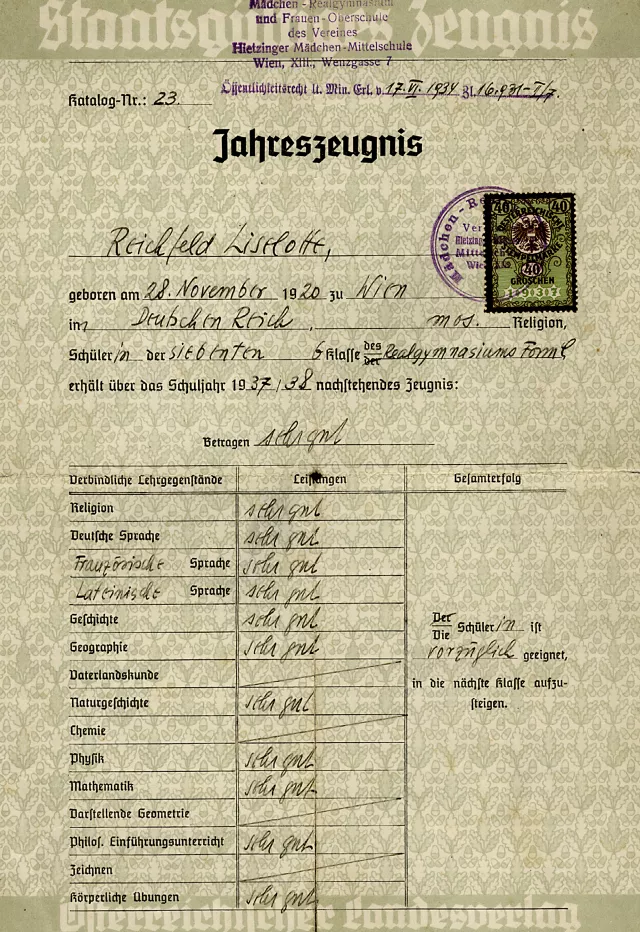 Staatsgültiges Zeugnis
Mädchen-Realgymnasium
und Frauen-Oberschule
des Vereines
Hietzinger Mädchen-Mittelschule
Wien, XIII., Wenzgasse 7
Öffentlichkeitsrecht lt. Min. Erl. v. 17. VI. 1934 Zl. 16.931-I/7.
Katalog-Nr.: 23.
Jahreszeugnis
Reichfeld Liselotte,
40 40
40
GROSCHEN
geboren am 28. November 1920 zu Wien
in Deutschen Reich, mos. Religion,
Schüler/in der siebenten 6 Klasse des der Realgymnasiums
erhält über das Schuljahr 1937/38 nachstehendes Zeugnis:
Betragen sehr gut
Verbindliche Lehrgegenstände Leistungen Gesamterfolg
Religion sehr gut
Deutsche Sprache sehr gut
Französische Sprache sehr gut
Lateinische Sprache sehr gut
Geschichte sehr gut
Geographie sehr gut
Vaterlandskunde
Naturgeschichte sehr gut
Chemie
Physik sehr gut
Mathematik sehr gut
Darstellende Geometrie
Philos. Einführungsunterricht sehr gut
Zeichnen
Körperliche Übungen sehr gut
Der
Die Schüler/in ist
vorzüglich geeignet,
in die nächste Klasse aufzu-
steigen.
Österreichischer Landesverlag